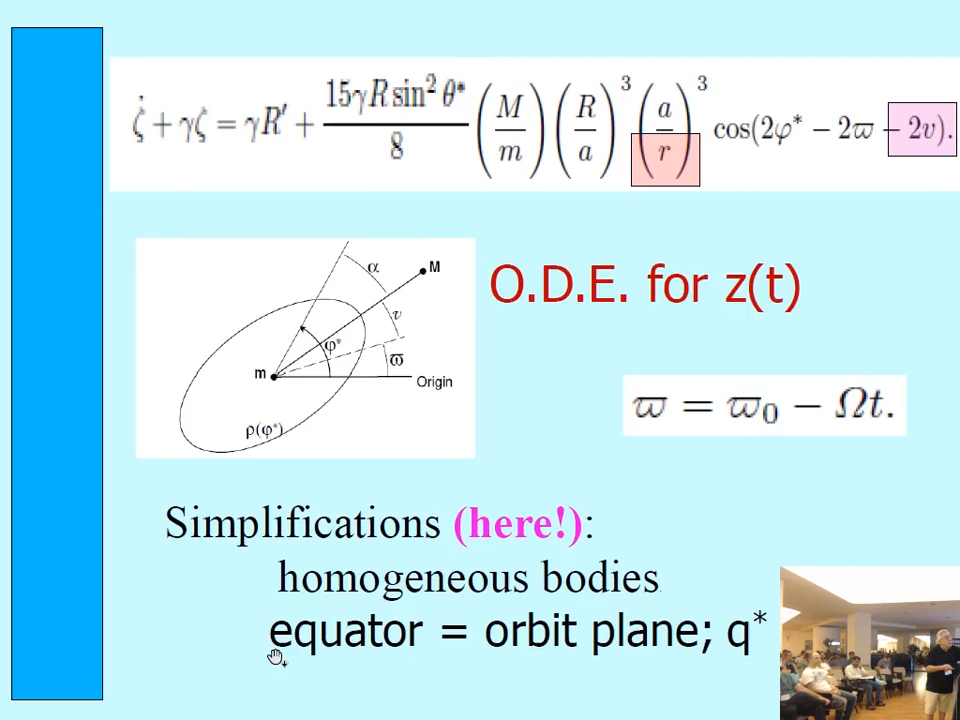 ζ̇ + γζ = γR′ + (15γR sin² θ*)/8 (M/m) (R/a)³ (a/r)³ cos(2φ* − 2ϖ − 2v).
O.D.E. for z(t)
α
M
v
φ*
ϖ
m
Origin
ρ(φ*)
ϖ = ϖ₀ − Ωt.
Simplifications (here!):
homogeneous bodies
equator = orbit plane; q*